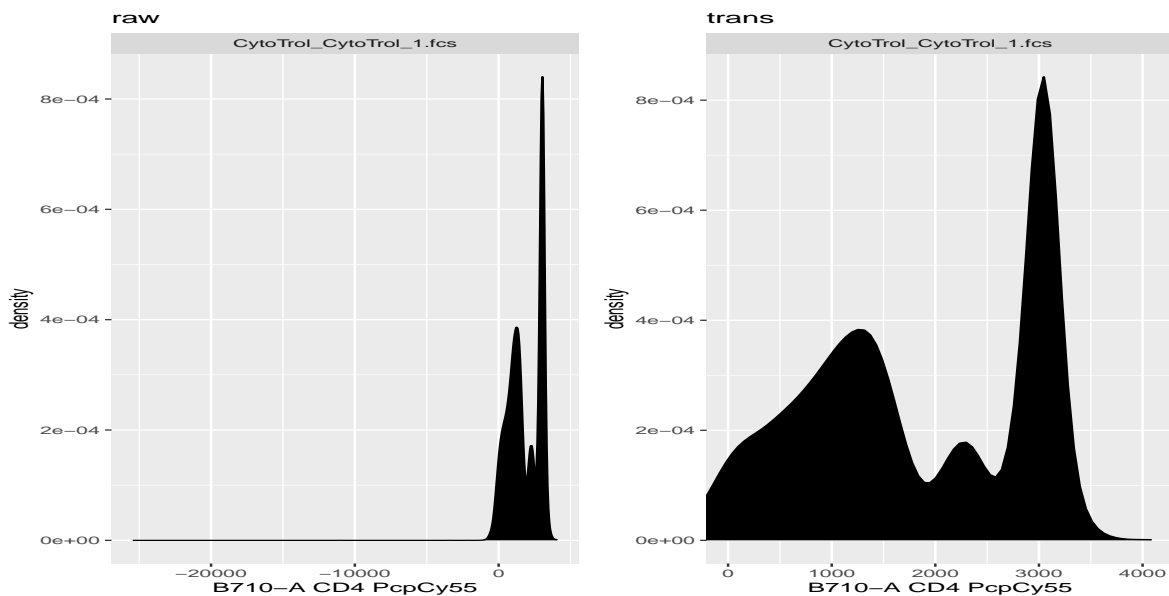 raw
CytoTrol_CytoTrol_1.fcs
8e−04
6e−04
4e−04
2e−04
0e+00
density
−20000 −10000 0
B710−A CD4 PcpCy55
trans
CytoTrol_CytoTrol_1.fcs
8e−04
6e−04
4e−04
2e−04
0e+00
density
0 1000 2000 3000 4000
B710−A CD4 PcpCy55